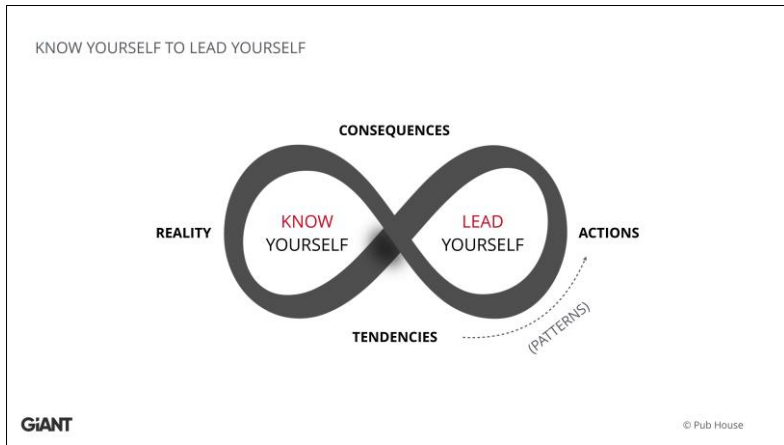 KNOW YOURSELF TO LEAD YOURSELF
CONSEQUENCES
REALITY
KNOW
YOURSELF
LEAD
YOURSELF
ACTIONS
TENDENCIES
(PATTERNS)
GiANT
© Pub House